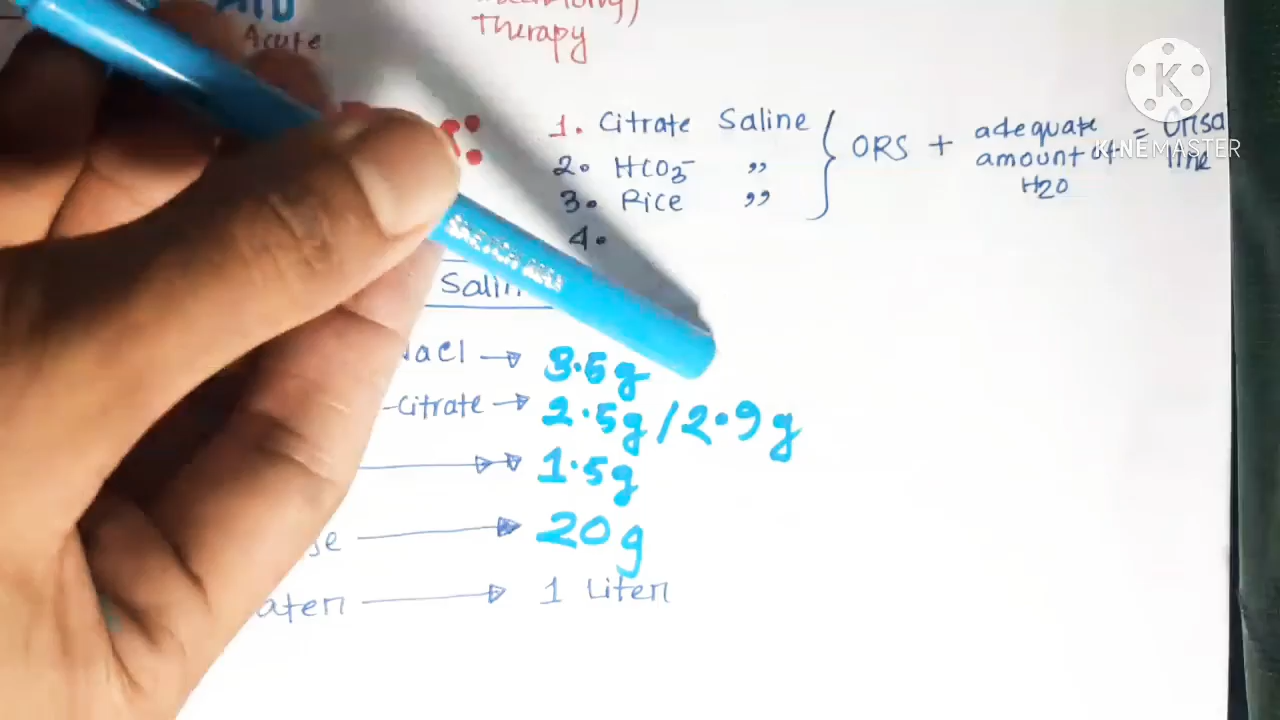 Acute
Therapy
1. Citrate Saline
2. HCO3- ,,
3. Rice ,,
4.
ORS + adequate amount of H2O = Orsaline
Salin
NaCl → 3.5g
-Citrate → 2.5g/2.9g
→ 1.5g
se → 20g
ater → 1 Liter
KINEMASTER